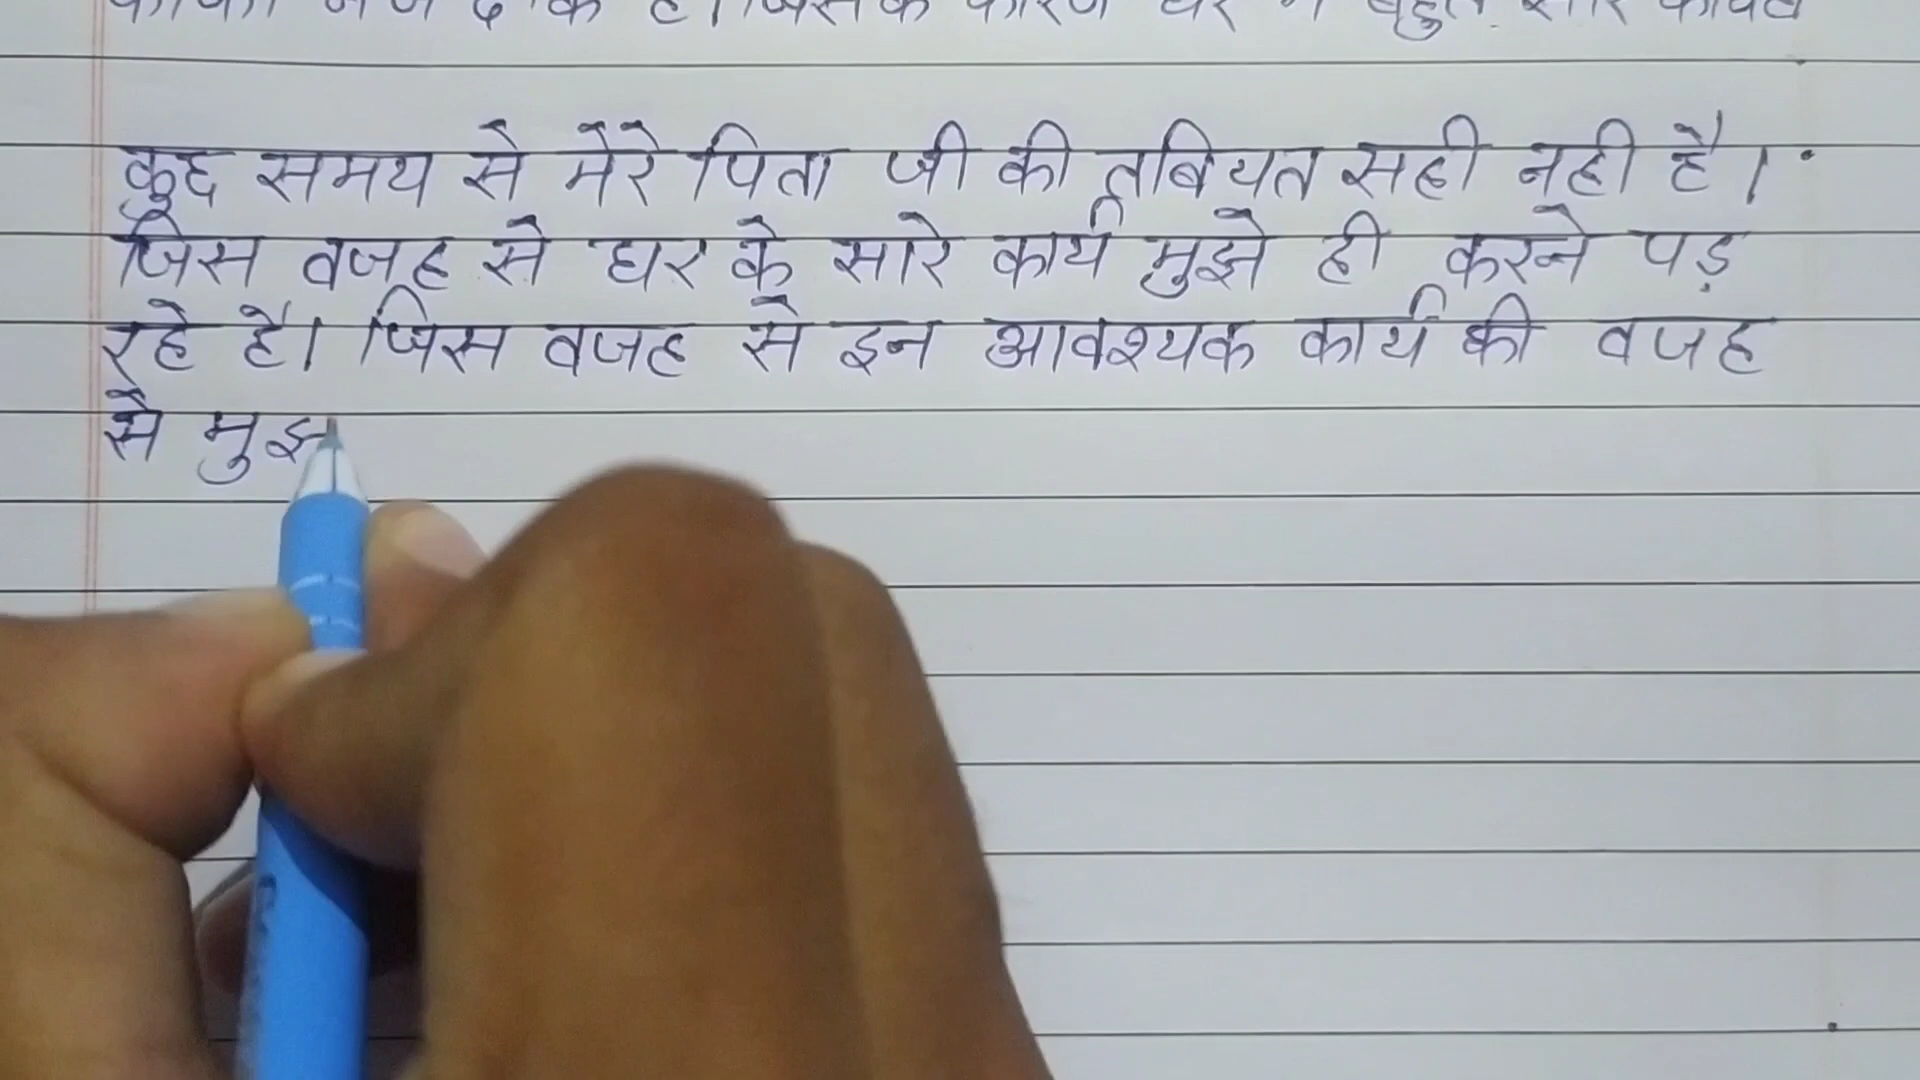 कुछ समय से मेरे पिता जी की तबियत सही नही है।
जिस वजह से घर के सारे कार्य मुझे ही करने पड़
रहे है। जिस वजह से इन आवश्यक कार्य की वजह
से मुझ